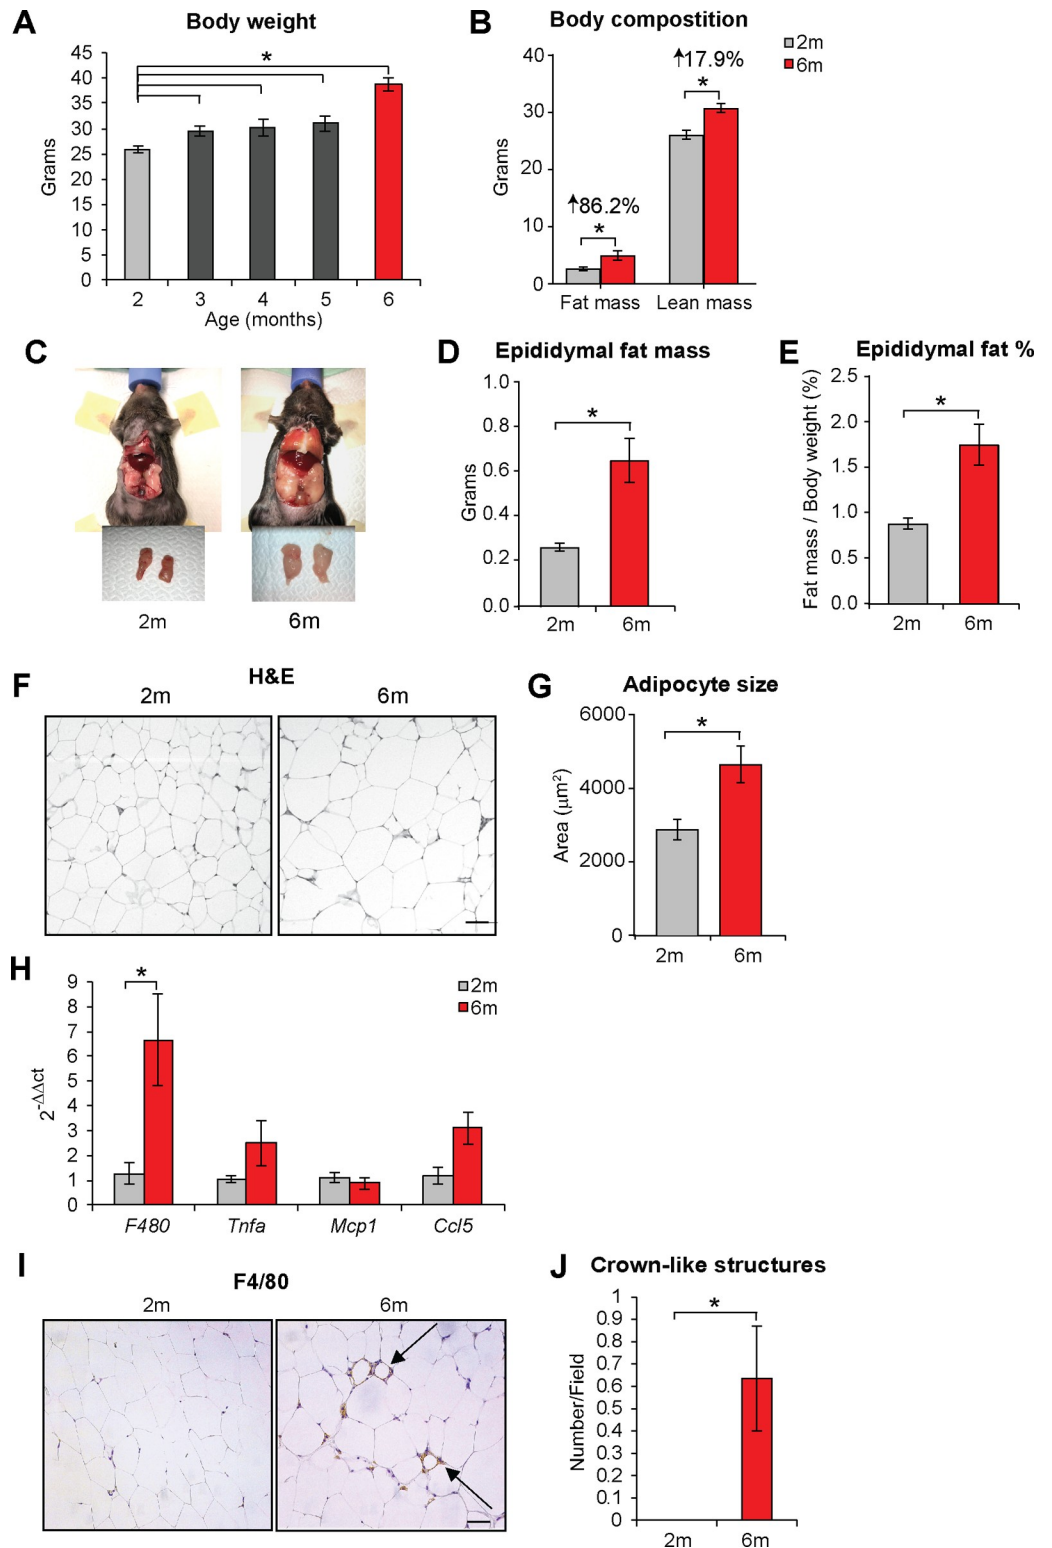 A
Body weight
45
40
35
30
25
20
15
10
5
0
Grams
*
2 3 4 5 6
Age (months)
B
Body compostition
2m
6m
40
30
20
10
0
Grams
↑86.2%
*
↑17.9%
*
Fat mass Lean mass
C
2m 6m
D
Epididymal fat mass
1.0
0.8
0.6
0.4
0.2
0.0
Grams
*
2m 6m
E
Epididymal fat %
2.5
2.0
1.5
1.0
0.5
0.0
Fat mass / Body weight (%)
*
2m 6m
F
H&E
2m 6m
G
Adipocyte size
6000
4000
2000
0
Area (µm²)
*
2m 6m
H
9
8
7
6
5
4
3
2
1
0
2^-ΔΔct
*
2m
6m
F480 Tnfa Mcp1 Ccl5
I
F4/80
2m 6m
J
Crown-like structures
1
0.9
0.8
0.7
0.6
0.5
0.4
0.3
0.2
0.1
0
Number/Field
*
2m 6m